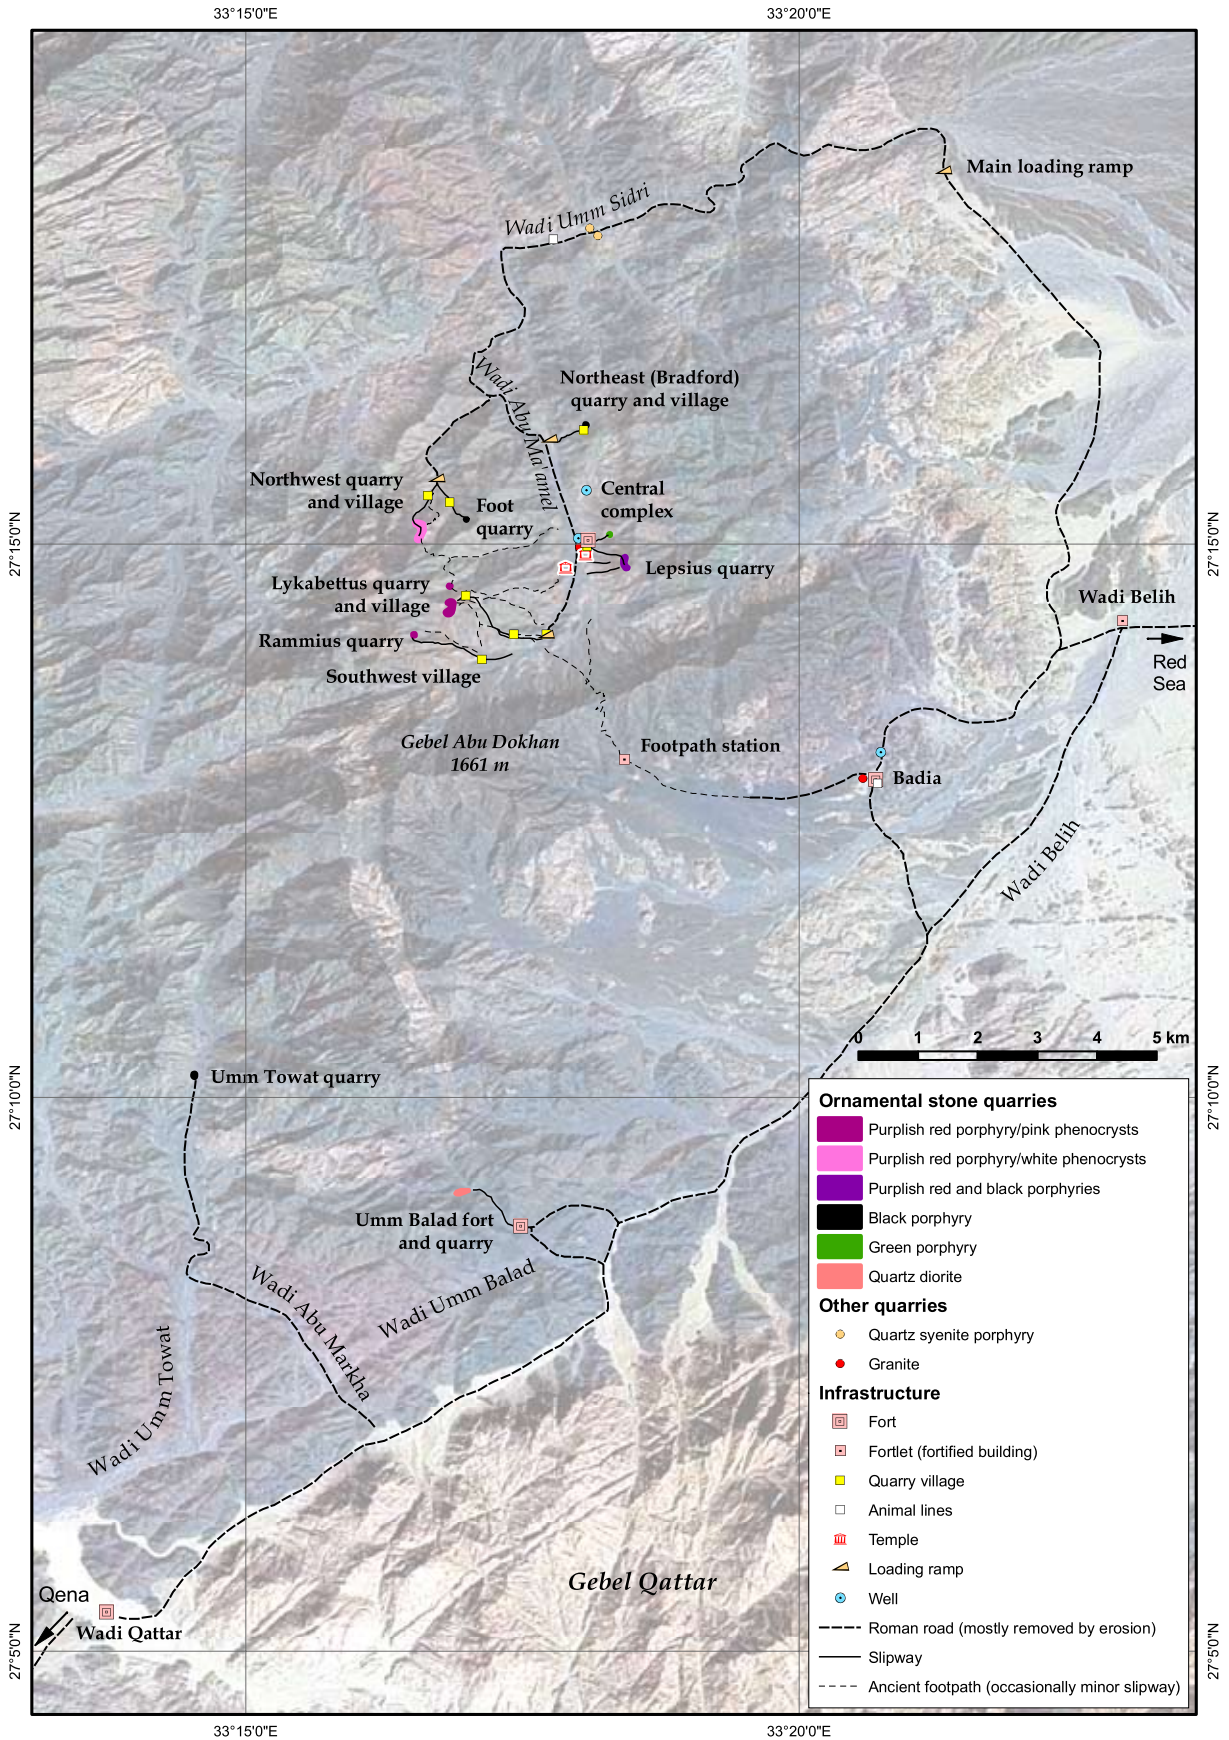 33°15'0"E
33°20'0"E
Main loading ramp
Wadi Umm Sidri
Wadi Abu Ma'amel
Northeast (Bradford)
quarry and village
Northwest quarry
and village
Foot
quarry
Central
complex
27°15'0"N
27°15'0"N
Lepsius quarry
Lykabettus quarry
and village
Wadi Belih
Rammius quarry
Red
Sea
Southwest village
Gebel Abu Dokhan
1661 m
Footpath station
Badia
Wadi Belih
0 1 2 3 4 5 km
Umm Towat quarry
27°10'0"N
27°10'0"N
Umm Balad fort
and quarry
Wadi Umm Balad
Wadi Abu Markha
Wadi Umm Towat
Gebel Qattar
Qena
Wadi Qattar
27°5'0"N
27°5'0"N
Ornamental stone quarries
Purplish red porphyry/pink phenocrysts
Purplish red porphyry/white phenocrysts
Purplish red and black porphyries
Black porphyry
Green porphyry
Quartz diorite
Other quarries
Quartz syenite porphyry
Granite
Infrastructure
Fort
Fortlet (fortified building)
Quarry village
Animal lines
Temple
Loading ramp
Well
Roman road (mostly removed by erosion)
Slipway
Ancient footpath (occasionally minor slipway)
33°15'0"E
33°20'0"E